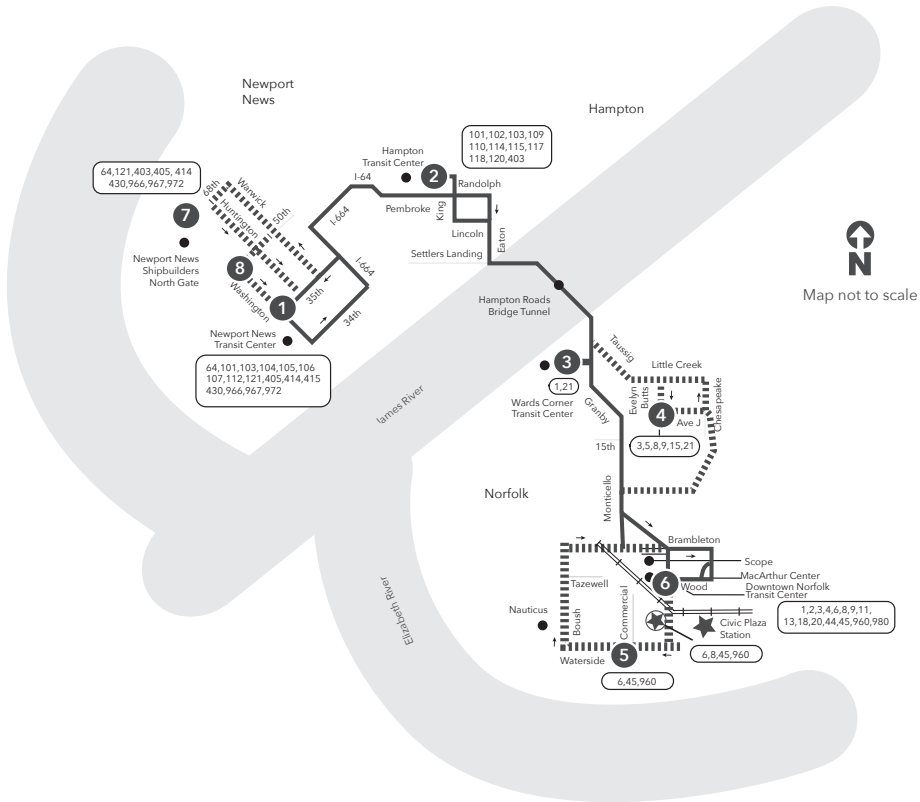 Newport
News
Hampton
101,102,103,109
110,114,115,117
118,120,403
Hampton
Transit Center
2
I-64
Randolph
64,121,403,405, 414
430,966,967,972
68th
Warwick
Huntington
50th
7
I-664
Pembroke
King
Lincoln
Eaton
Settlers Landing
Newport News
Shipbuilders
North Gate
8
Washington
I-664
1
35th
34th
N
Map not to scale
Hampton Roads
Bridge Tunnel
Newport News
Transit Center
64,101,103,104,105,106
107,112,121,405,414,415
430,966,967,972
Taussig
3
Little Creek
1,21
Wards Corner
Transit Center
Granby
Evelyn
Butts
Chesapeake
4
Ave J
James River
15th
3,5,8,9,15,21
Norfolk
Monticello
Brambleton
Scope
MacArthur Center
Downtown Norfolk
Transit Center
6
Wood
Tazewell
Commercial
Boush
Nauticus
Elizabeth River
1,2,3,4,6,8,9,11,
13,18,20,44,45,960,980
Civic Plaza
Station
5
Waterside
6,8,45,960
6,45,960